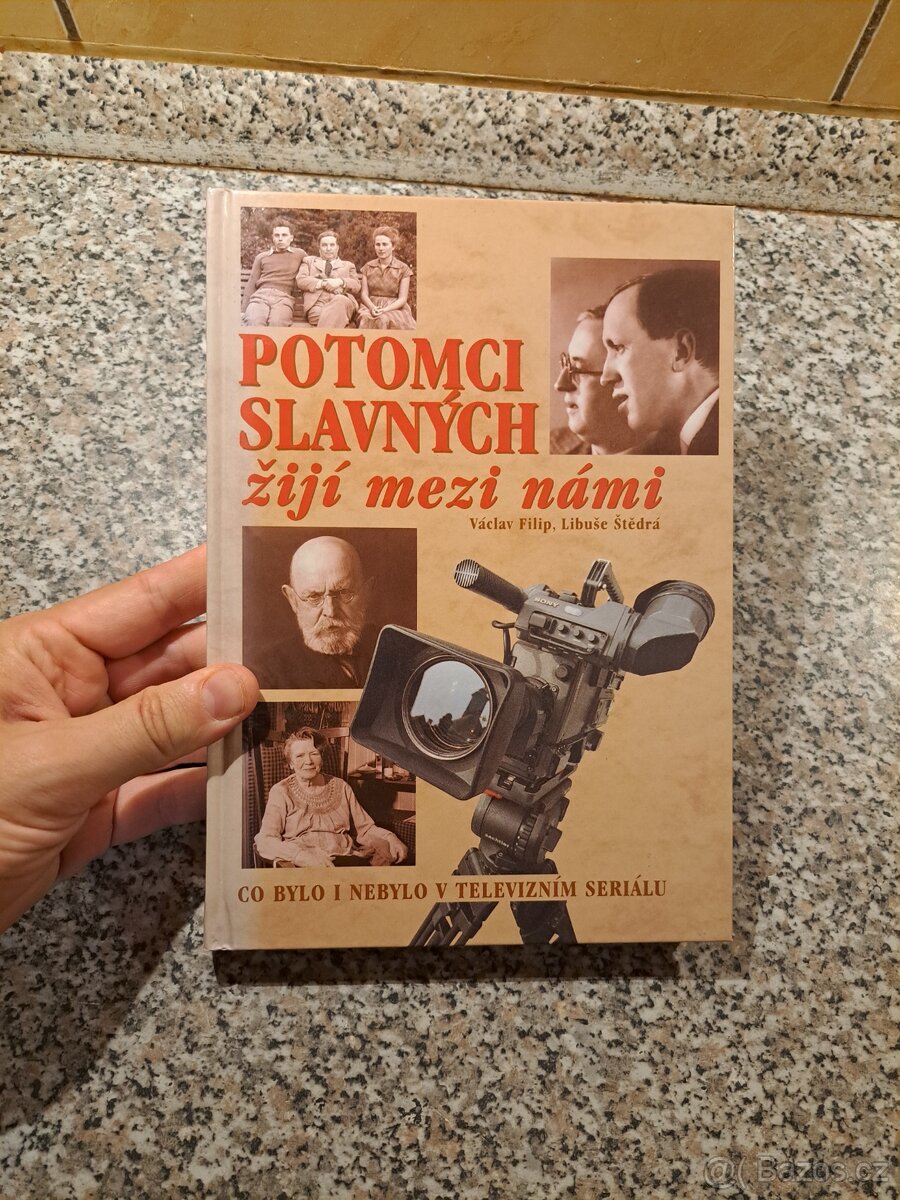 POTOMCI
SLAVNÝCH
žijí mezi námi
Václav Filip, Libuše Štědrá
SONY
CO BYLO I NEBYLO V TELEVIZNÍM SERIÁLU
@ Bazos.cz